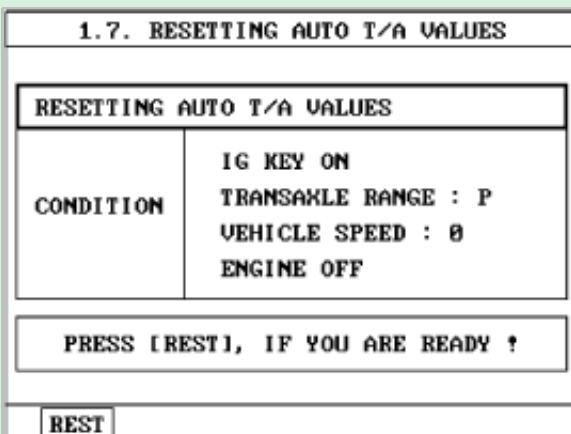 1.7. RESETTING AUTO T/A VALUES
RESETTING AUTO T/A VALUES
CONDITION
IG KEY ON
TRANSAXLE RANGE : P
VEHICLE SPEED : 0
ENGINE OFF
PRESS [REST], IF YOU ARE READY !
REST